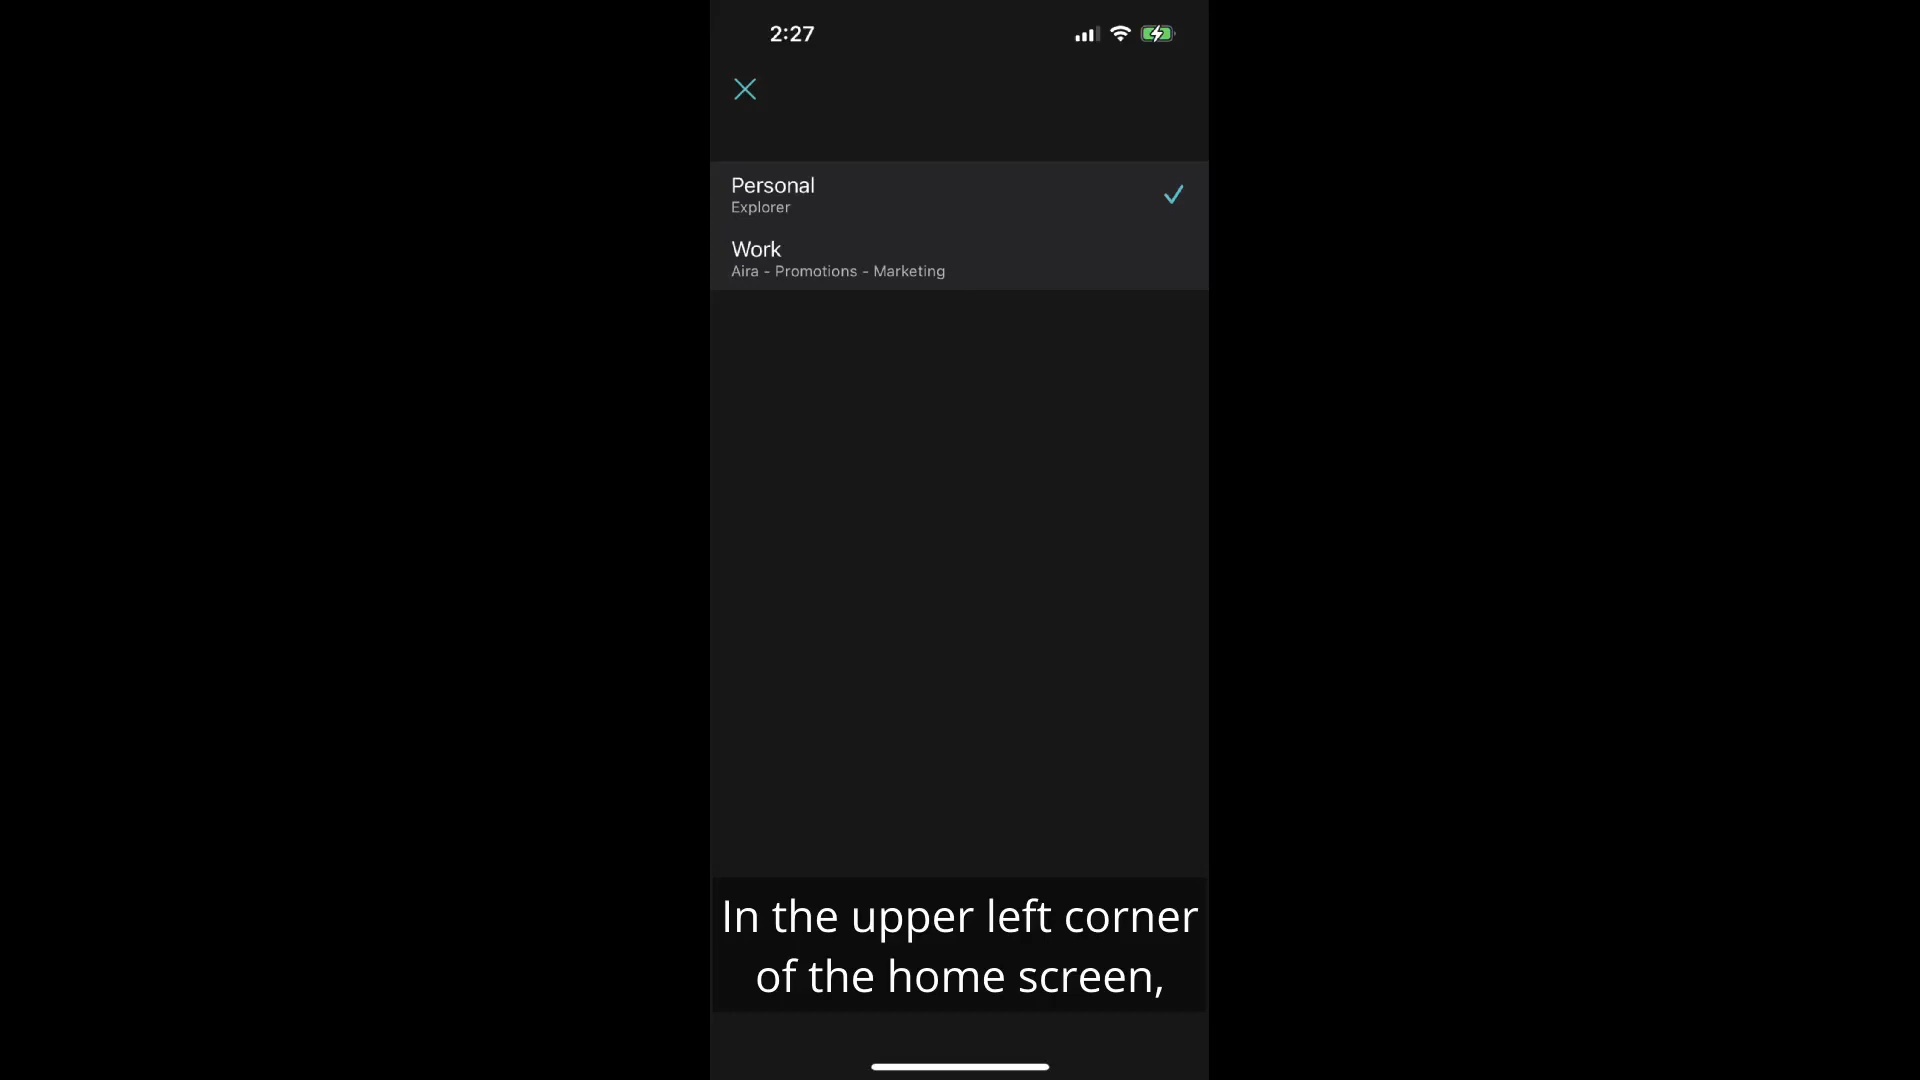 2:27
Personal
Explorer
Work
Aira - Promotions - Marketing
In the upper left corner
of the home screen,